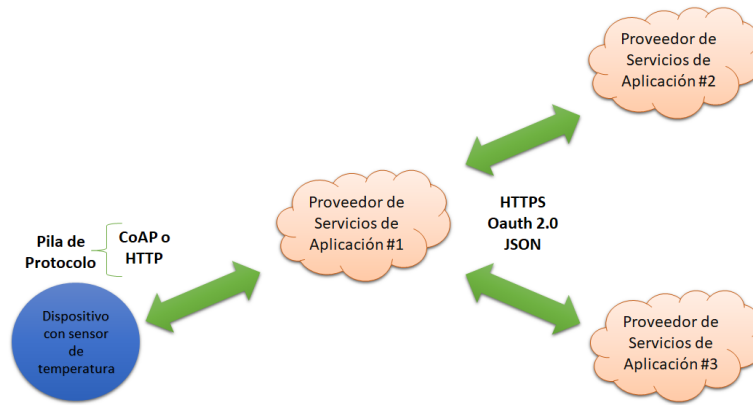 Proveedor de
Servicios de
Aplicación #2
Proveedor de
Servicios de
Aplicación #1
HTTPS
Oauth 2.0
JSON
Pila de
Protocolo
CoAP o
HTTP
Dispositivo
con sensor
de
temperatura
Proveedor de
Servicios de
Aplicación #3